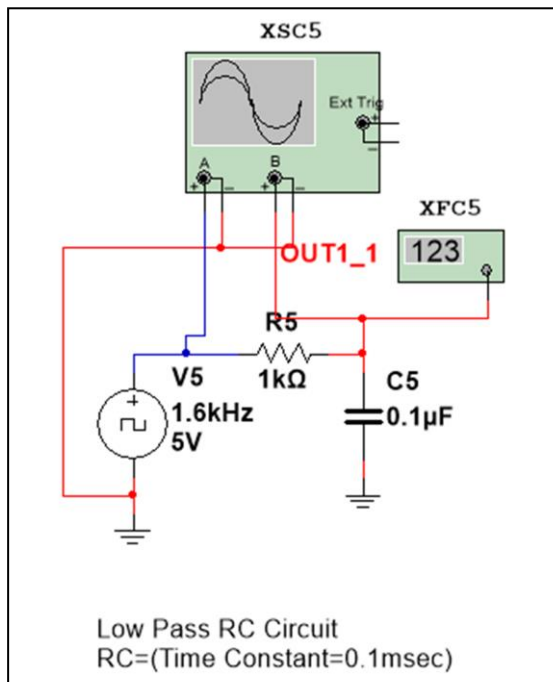 XSC5
Ext Trig
+
A
B
_
+
_
+
_
XFC5
123
OUT1_1
R5
1kΩ
V5
+
1.6kHz
5V
C5
0.1µF
Low Pass RC Circuit
RC=(Time Constant=0.1msec)